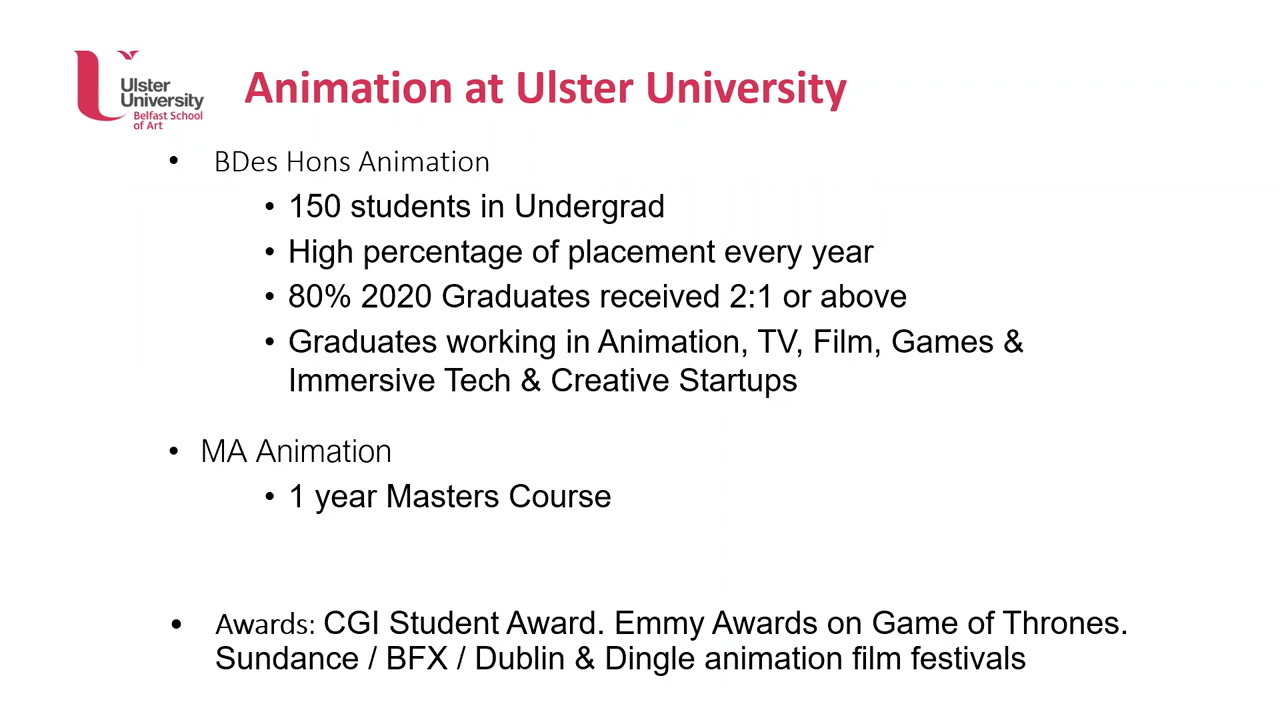 Ulster
University
Belfast School
of Art
Animation at Ulster University
• BDes Hons Animation
• 150 students in Undergrad
• High percentage of placement every year
• 80% 2020 Graduates received 2:1 or above
• Graduates working in Animation, TV, Film, Games &
Immersive Tech & Creative Startups
• MA Animation
• 1 year Masters Course
• Awards: CGI Student Award. Emmy Awards on Game of Thrones.
Sundance / BFX / Dublin & Dingle animation film festivals